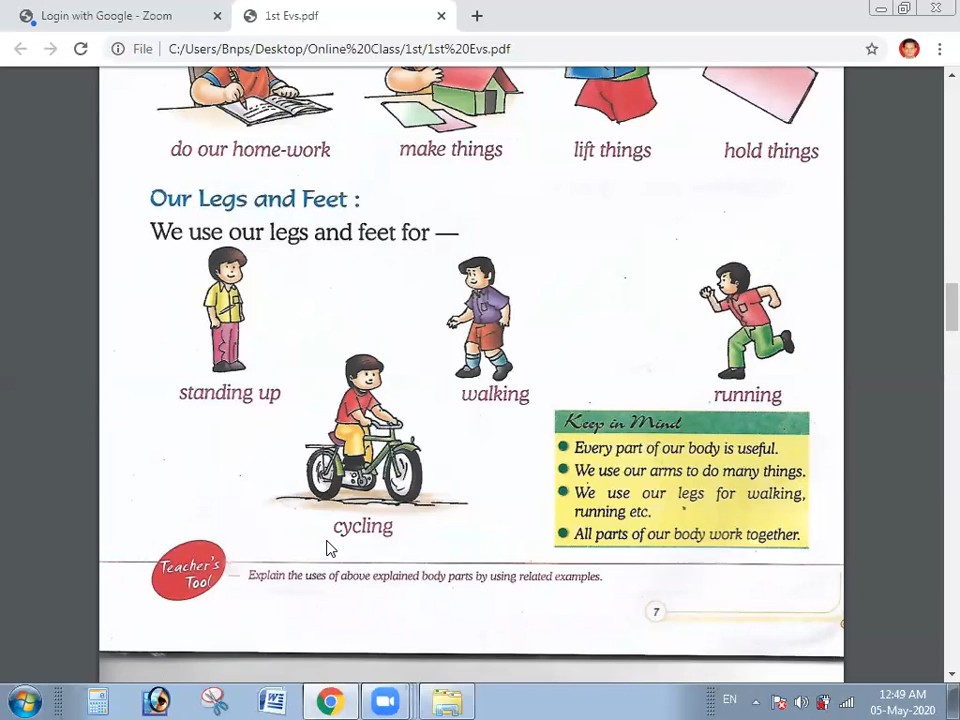 Login with Google - Zoom
1st Evs.pdf
File
C:/Users/Bnps/Desktop/Online%20Class/1st/1st%20Evs.pdf
do our home-work
make things
lift things
hold things
Our Legs and Feet :
We use our legs and feet for —
standing up
walking
running
cycling
Keep in Mind
Every part of our body is useful.
We use our arms to do many things.
We use our legs for walking,
running etc.
All parts of our body work together.
Teacher's
Tool
Explain the uses of above explained body parts by using related examples.
7
EN
12:49 AM
05-May-2020